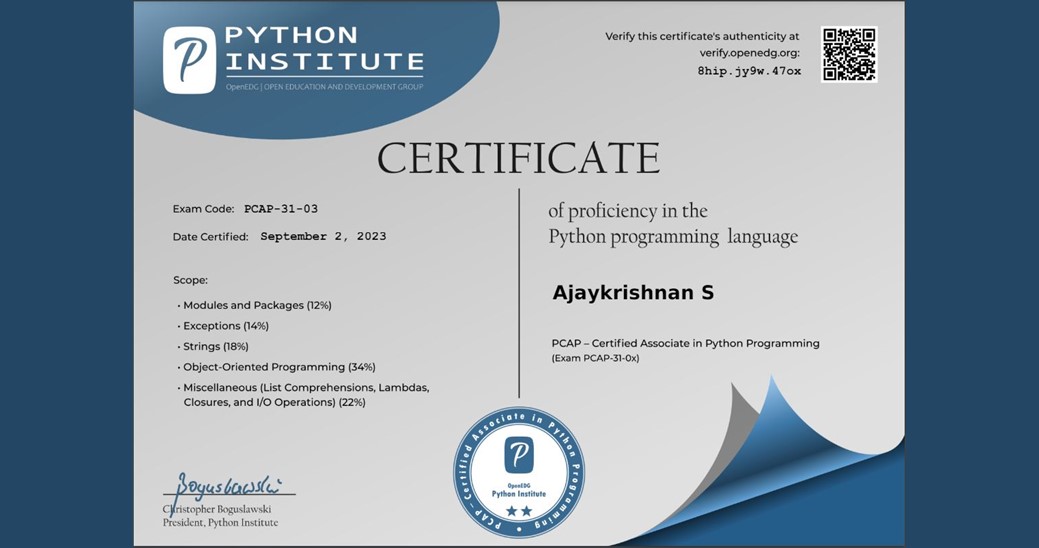 PYTHON
INSTITUTE
OpenEDG | OPEN EDUCATION AND DEVELOPMENT GROUP
Verify this certificate's authenticity at
verify.openedg.org:
8hip.jy9w.47ox
CERTIFICATE
Exam Code: PCAP-31-03
Date Certified: September 2, 2023
Scope:
• Modules and Packages (12%)
• Exceptions (14%)
• Strings (18%)
• Object-Oriented Programming (34%)
• Miscellaneous (List Comprehensions, Lambdas,
Closures, and I/O Operations) (22%)
of proficiency in the
Python programming language
Ajaykrishnan S
PCAP – Certified Associate in Python Programming
(Exam PCAP-31-0x)
Boguslawski
Christopher Boguslawski
President, Python Institute
PCAP–Certified Associate in Python Programming
P
OpenEDG
Python Institute